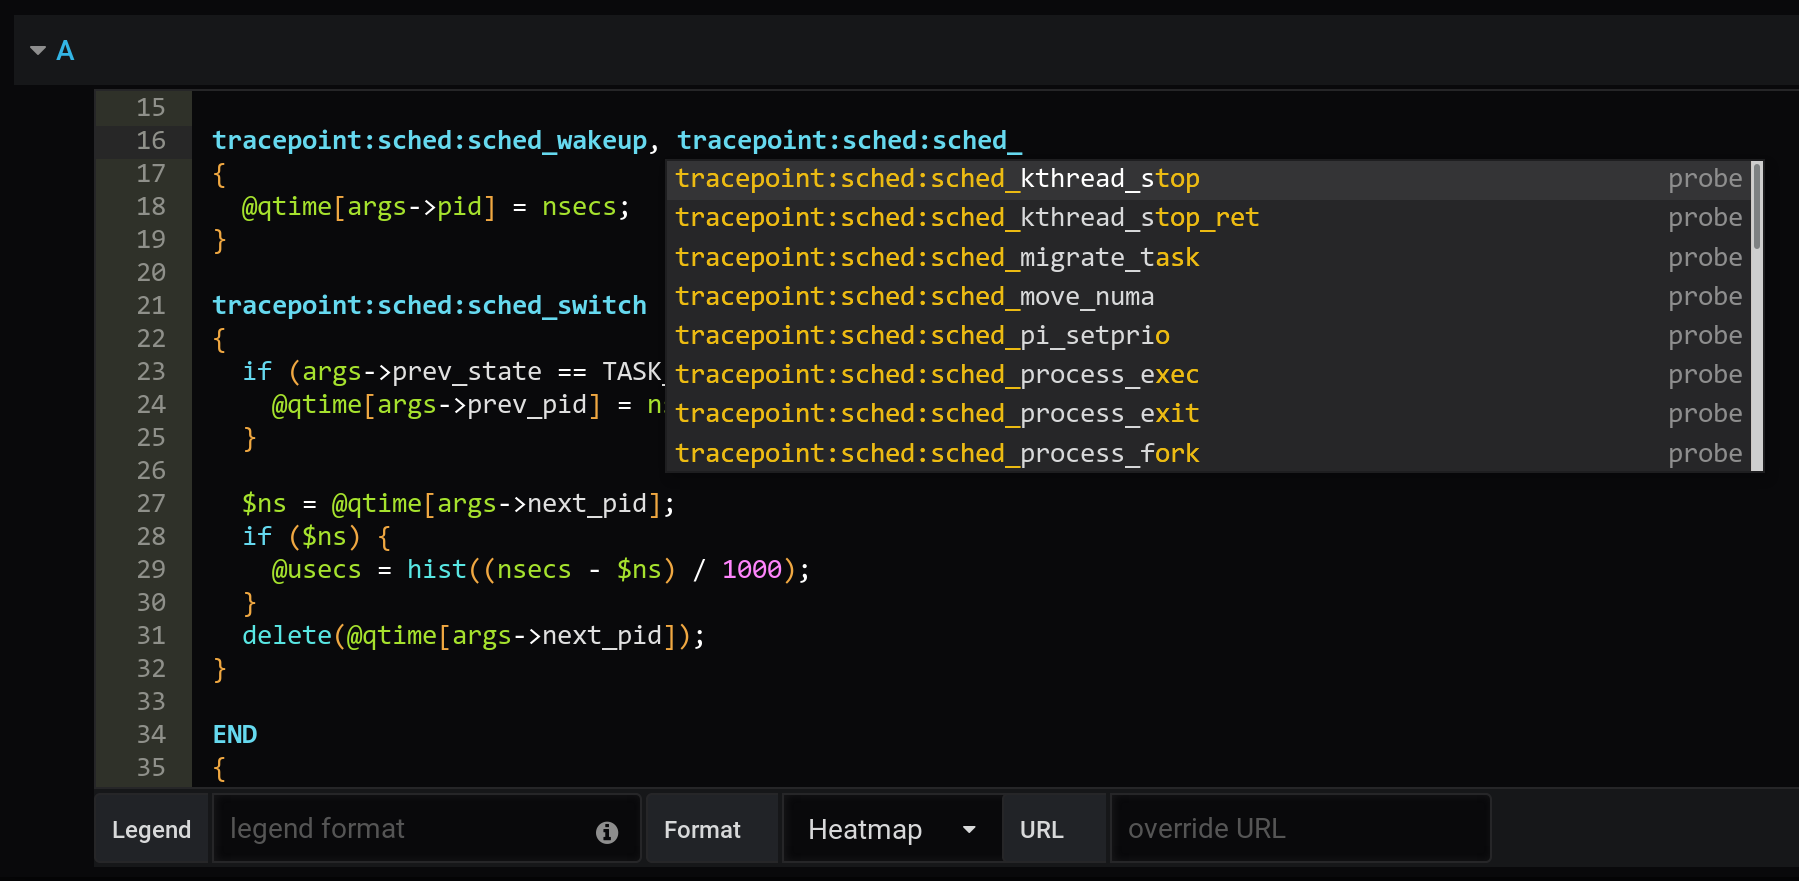 A
15
16 tracepoint:sched:sched_wakeup, tracepoint:sched:sched_
17 {
18 @qtime[args->pid] = nsecs;
19 }
20
21 tracepoint:sched:sched_switch
22 {
23 if (args->prev_state == TASK_
24 @qtime[args->prev_pid] = n
25 }
26
27 $ns = @qtime[args->next_pid];
28 if ($ns) {
29 @usecs = hist((nsecs - $ns) / 1000);
30 }
31 delete(@qtime[args->next_pid]);
32 }
33
34 END
35 {
tracepoint:sched:sched_kthread_stop probe
tracepoint:sched:sched_kthread_stop_ret probe
tracepoint:sched:sched_migrate_task probe
tracepoint:sched:sched_move_numa probe
tracepoint:sched:sched_pi_setprio probe
tracepoint:sched:sched_process_exec probe
tracepoint:sched:sched_process_exit probe
tracepoint:sched:sched_process_fork probe
Legend legend format Format Heatmap URL override URL